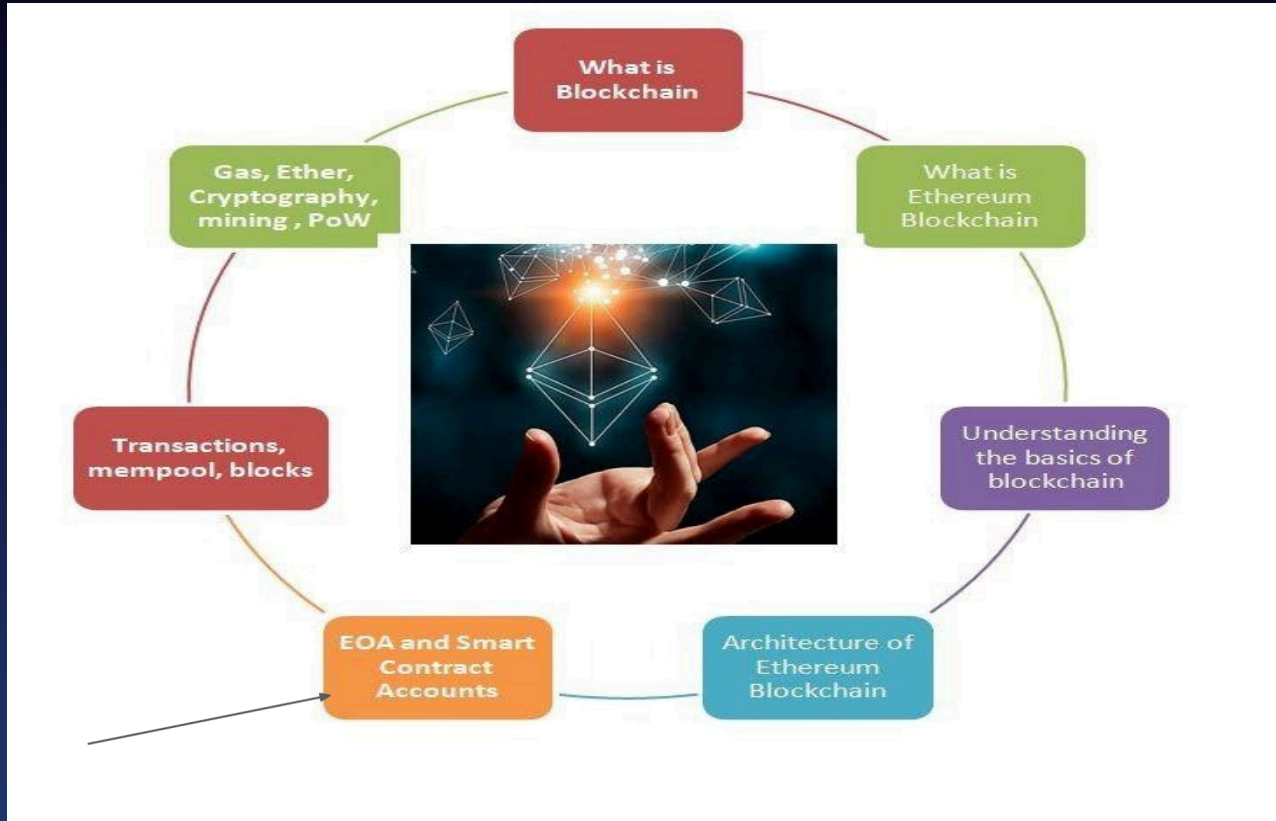 What is
Blockchain
What is
Ethereum
Blockchain
Understanding
the basics of
blockchain
Architecture of
Ethereum
Blockchain
EOA and Smart
Contract
Accounts
Transactions,
mempool, blocks
Gas, Ether,
Cryptography,
mining , PoW